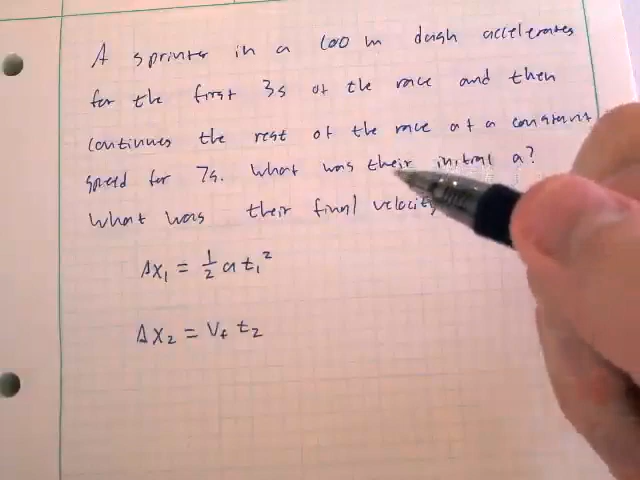 A sprinter in a 100 m dash accelerates
for the first 3s of the race and then
continues the rest of the race at a constant
speed for 7s. What was their initial a?
What was their final velocity
Δx₁ = ½ a t₁²
Δx₂ = V_f t₂